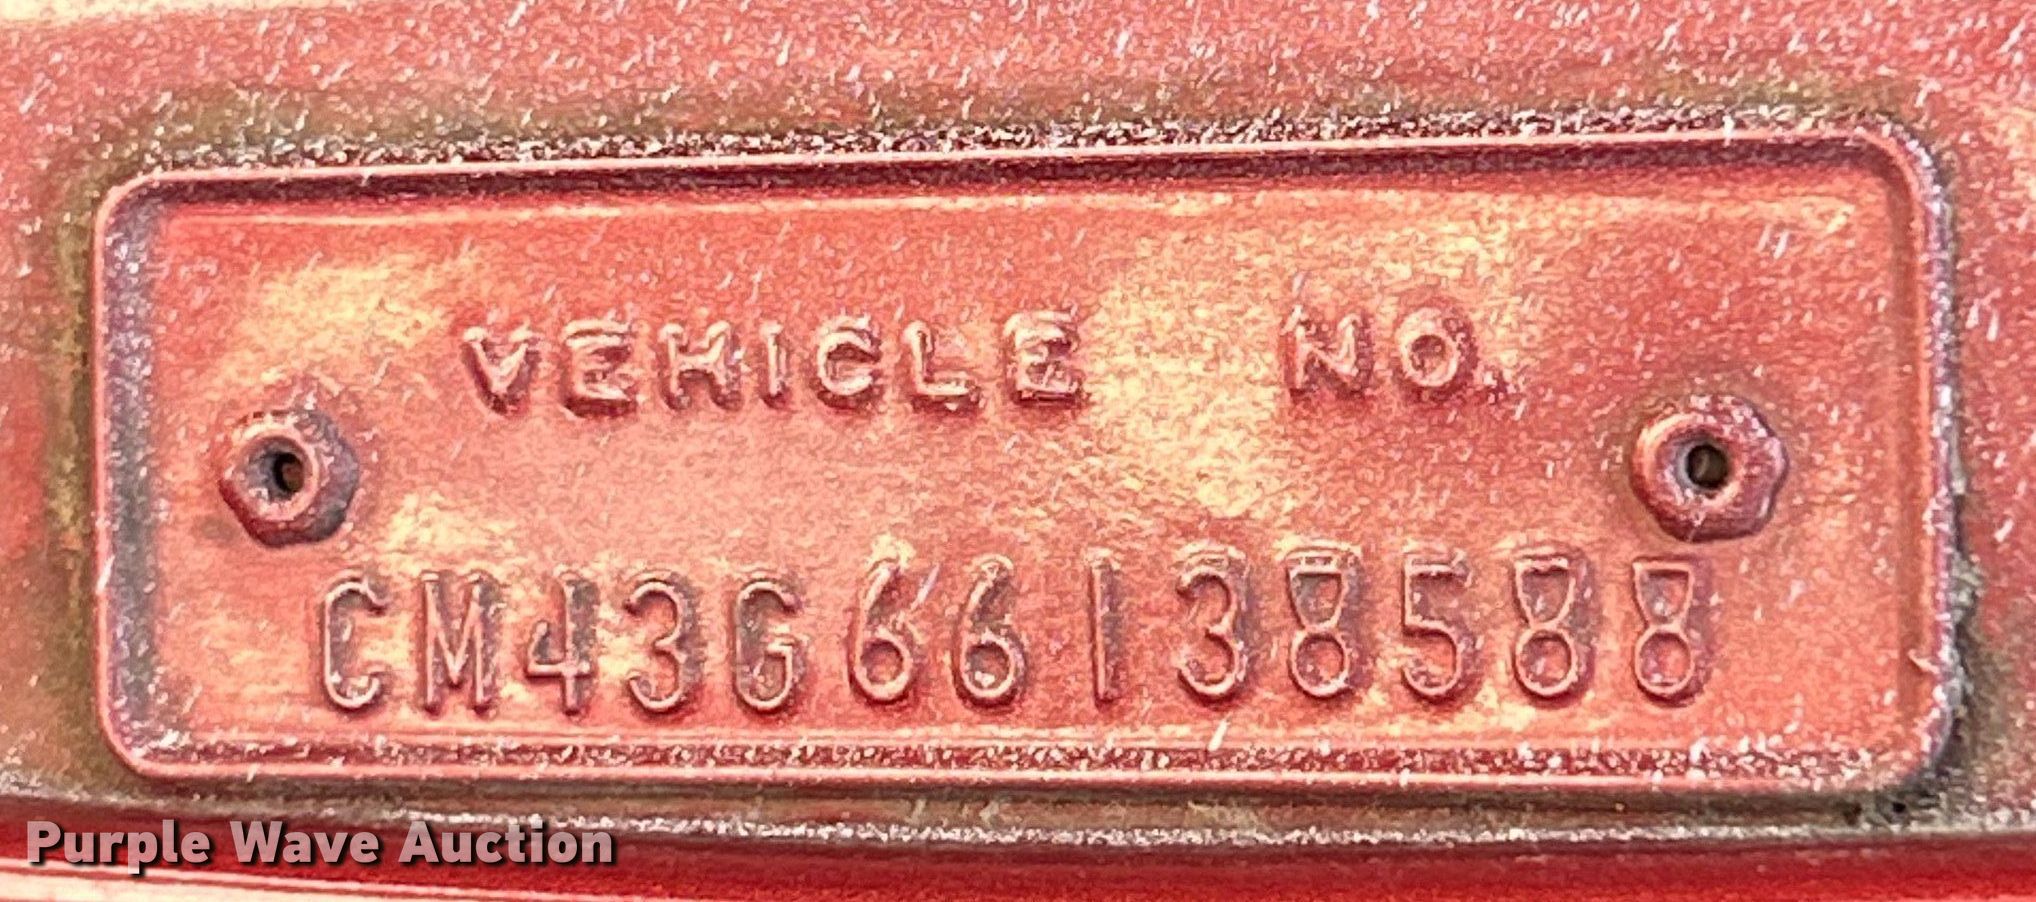 VEHICLE NO.
CM43G66138588
Purple Wave Auction